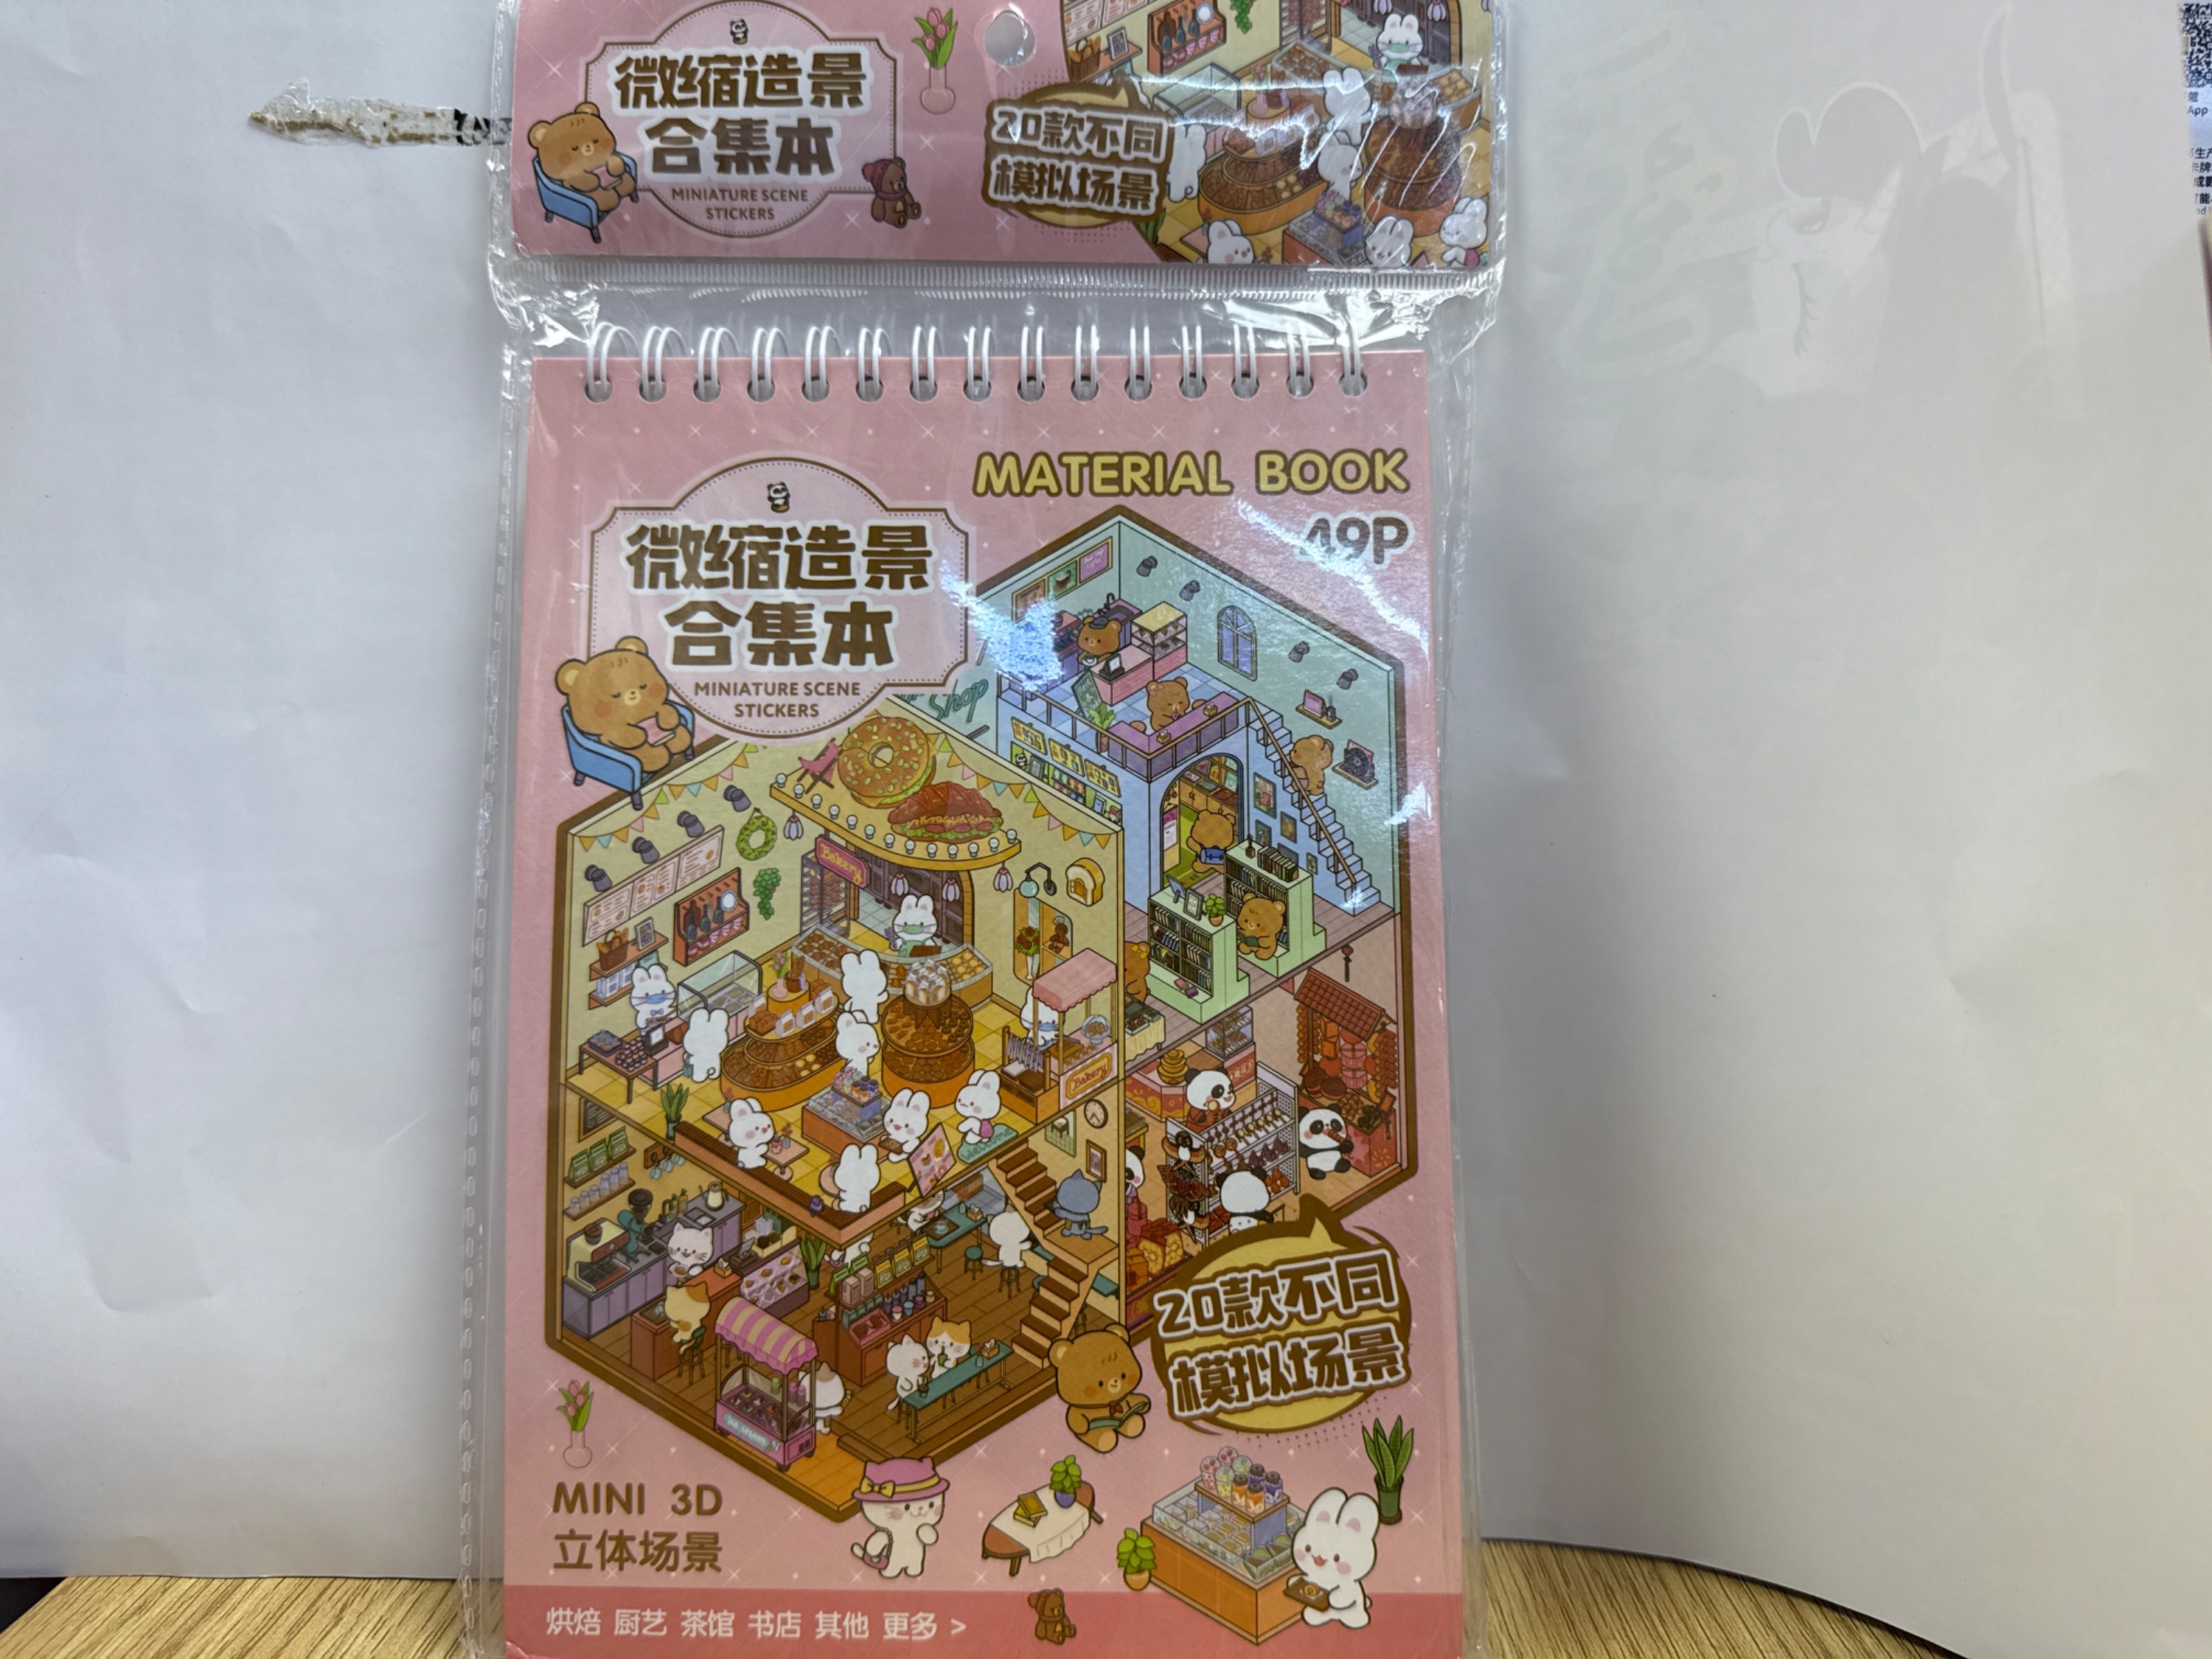 微缩造景
合集本
MINIATURE SCENE
STICKERS
20款不同
模拟场景
App
MATERIAL BOOK
49P
微缩造景
合集本
MINIATURE SCENE
STICKERS
Shop
Bakery
Bakery
Welcome
20款不同
模拟场景
MINI 3D
立体场景
烘焙 厨艺 茶馆 书店 其他 更多 >